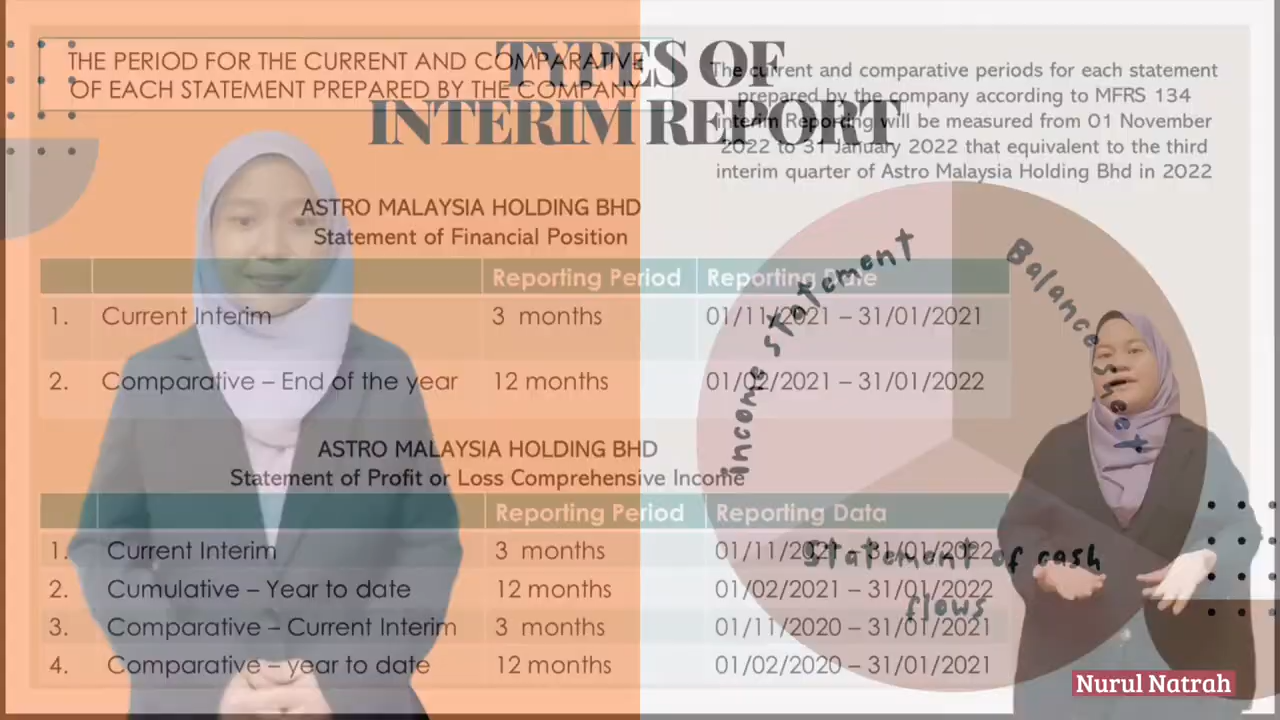 TYPES OF
INTERIM REPORT
THE PERIOD FOR THE CURRENT AND COMPARATIVE
OF EACH STATEMENT PREPARED BY THE COMPANY
The current and comparative periods for each statement
prepared by the company according to MFRS 134
Interim Reporting will be measured from 01 November
2022 to 31 January 2022 that equivalent to the third
interim quarter of Astro Malaysia Holding Bhd in 2022
ASTRO MALAYSIA HOLDING BHD
Statement of Financial Position
Reporting Period Reporting Date
1. Current Interim 3 months 01/11/2021 – 31/01/2021
2. Comparative – End of the year 12 months 01/02/2021 – 31/01/2022
ASTRO MALAYSIA HOLDING BHD
Statement of Profit or Loss Comprehensive Income
Reporting Period Reporting Data
1. Current Interim 3 months 01/11/2021 – 31/01/2022
2. Cumulative – Year to date 12 months 01/02/2021 – 31/01/2022
3. Comparative – Current Interim 3 months 01/11/2020 – 31/01/2021
4. Comparative – year to date 12 months 01/02/2020 – 31/01/2021
Income statement
Balance sheet
Statement of cash
flows
Nurul Natrah